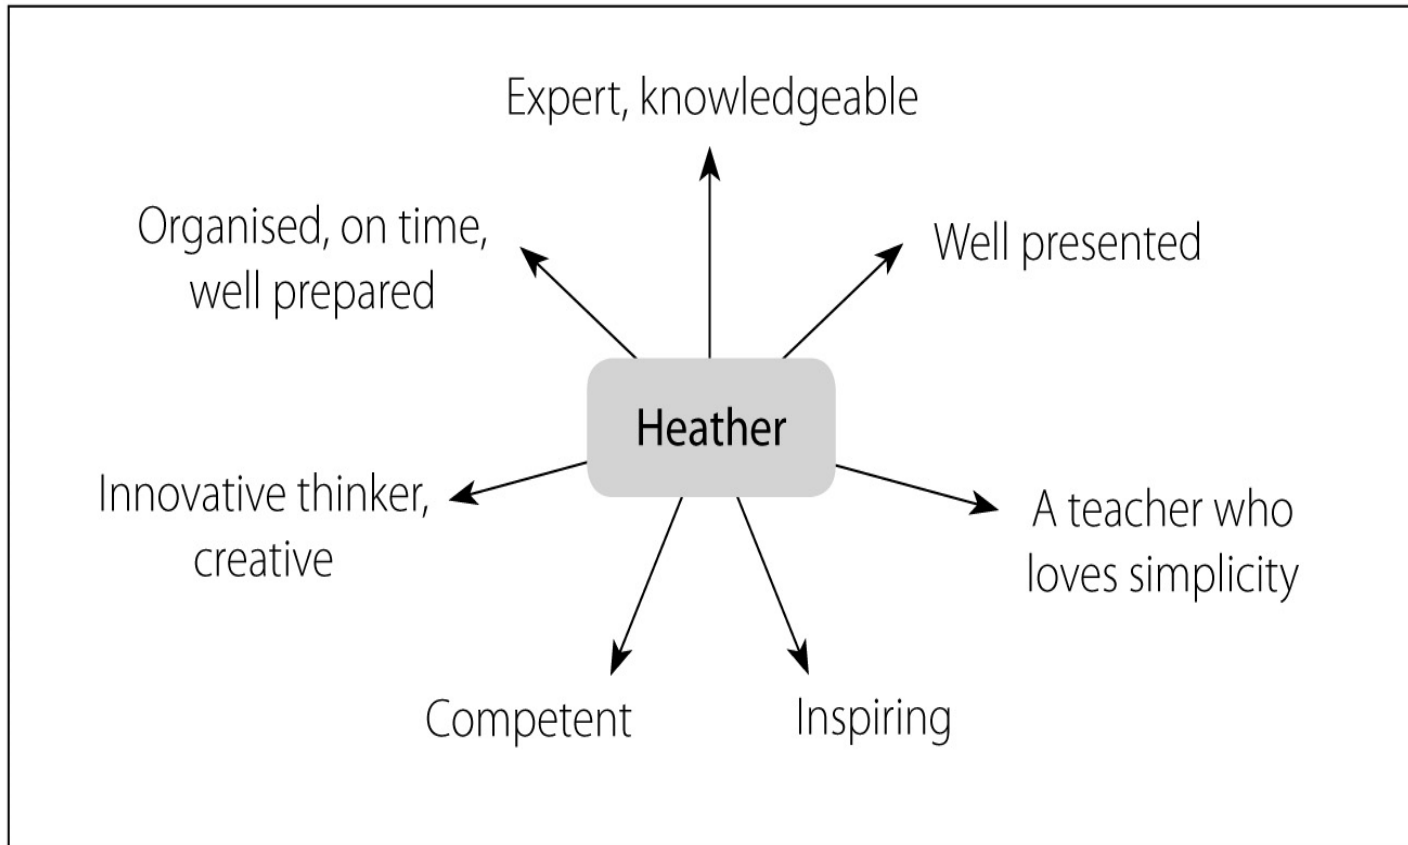 Expert, knowledgeable
Organised, on time,
well prepared
Well presented
Heather
Innovative thinker,
creative
A teacher who
loves simplicity
Competent
Inspiring